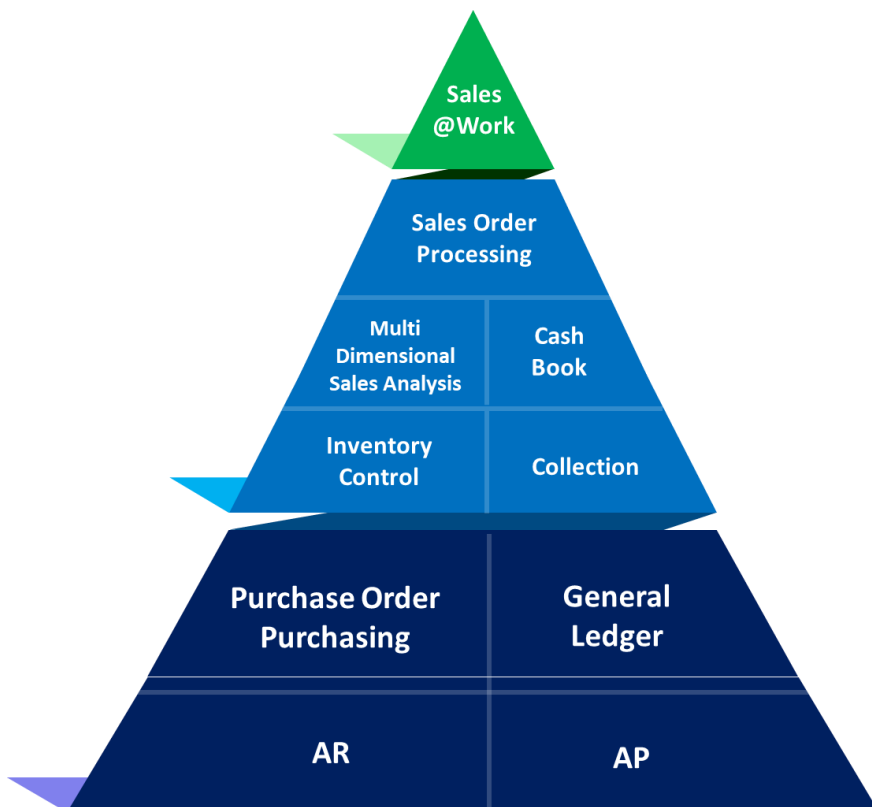 Sales
@Work
Sales Order
Processing
Multi
Dimensional
Sales Analysis
Cash
Book
Inventory
Control
Collection
Purchase Order
Purchasing
General
Ledger
AR
AP